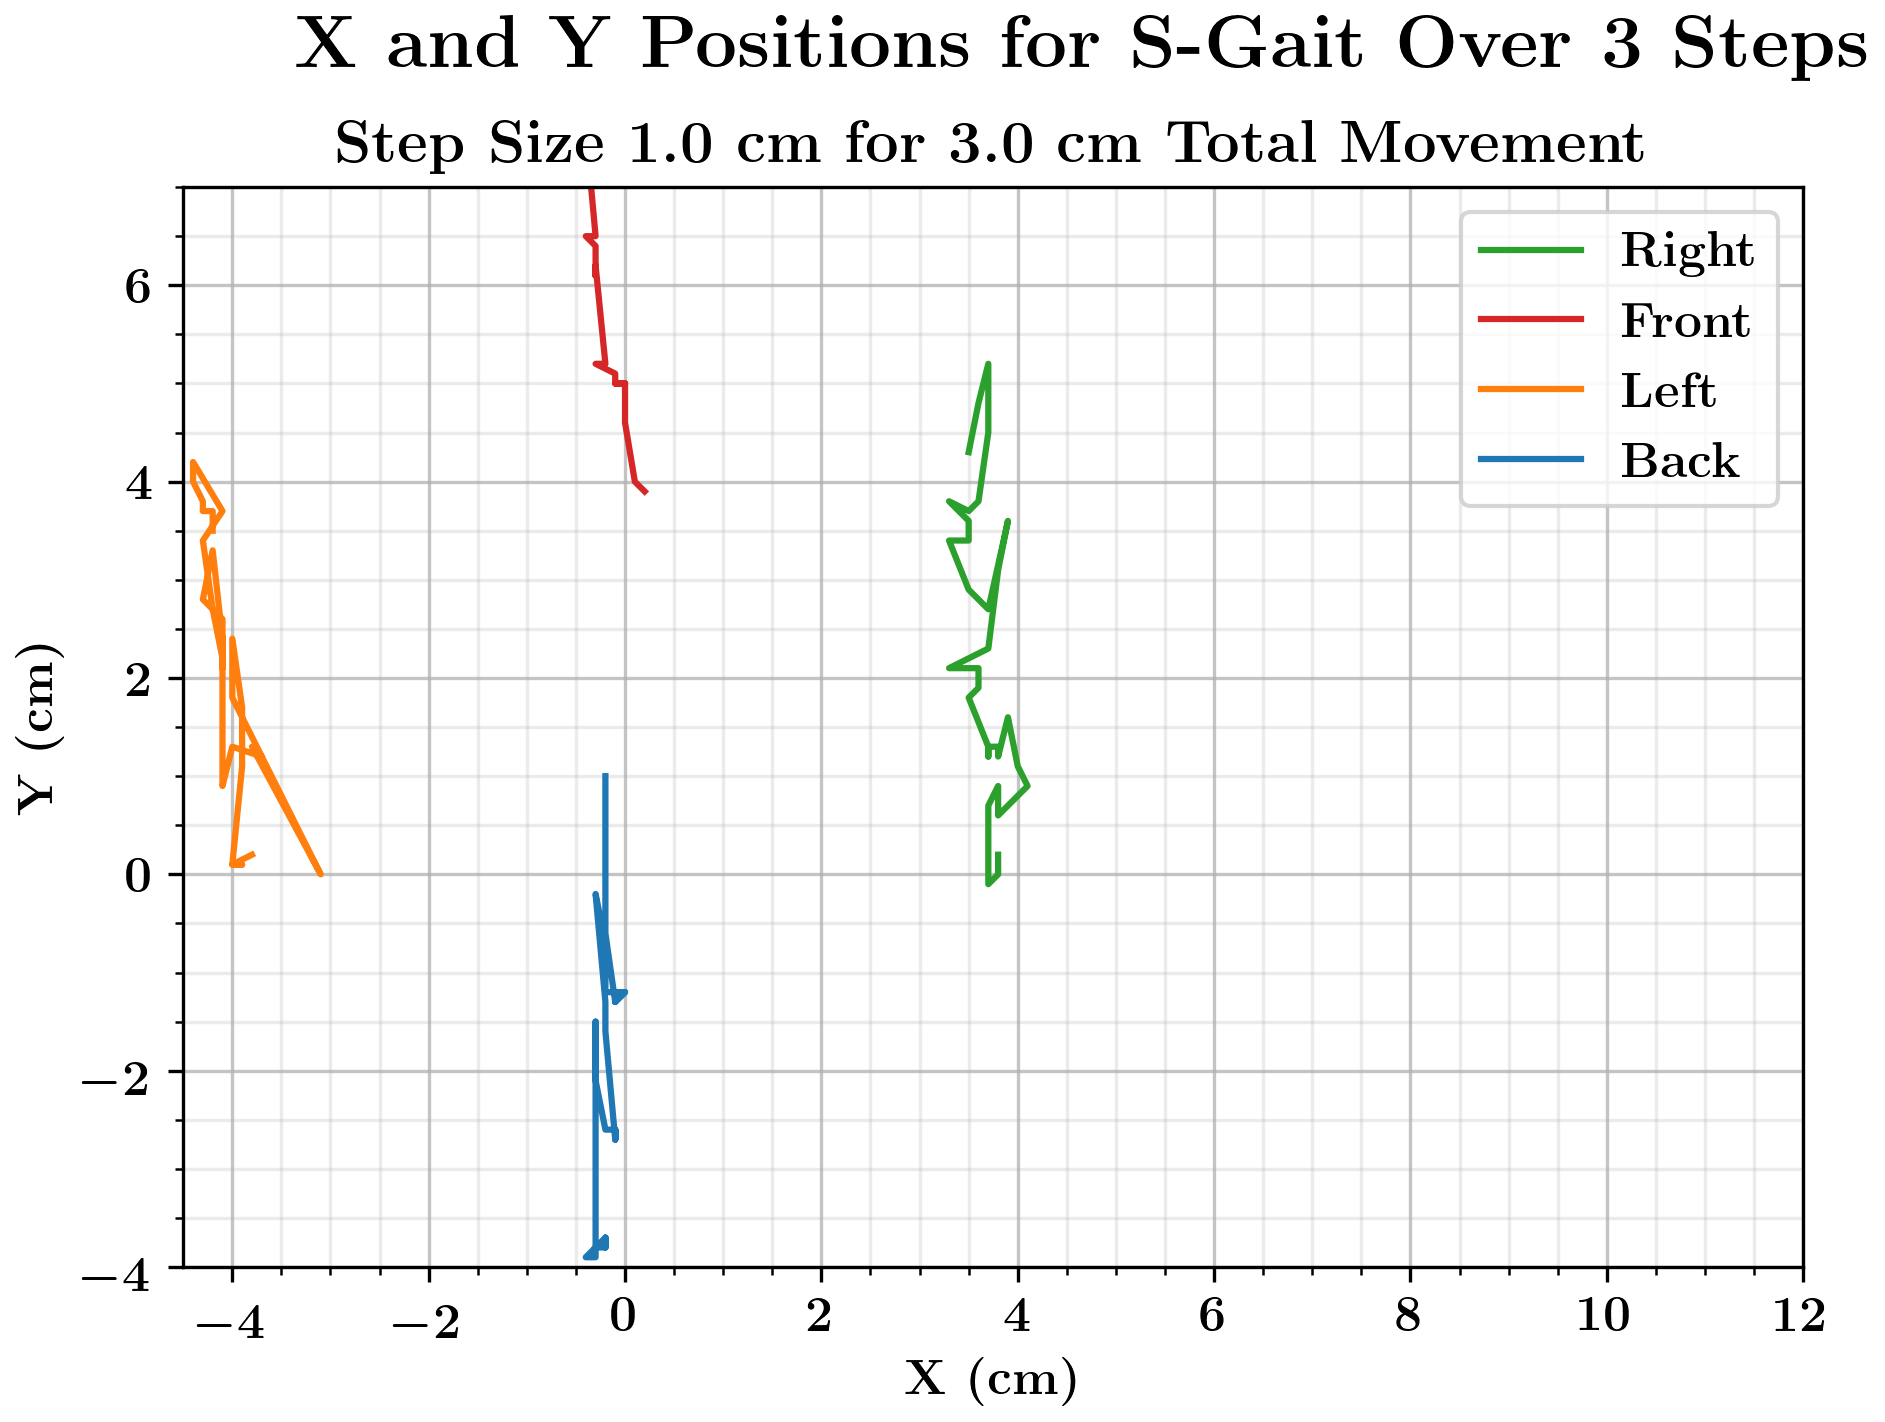 X and Y Positions for S-Gait Over 3 Steps
Step Size 1.0 cm for 3.0 cm Total Movement
Right
Front
Left
Back
Y (cm)
6
4
2
0
−2
−4
−4 −2 0 2 4 6 8 10 12
X (cm)